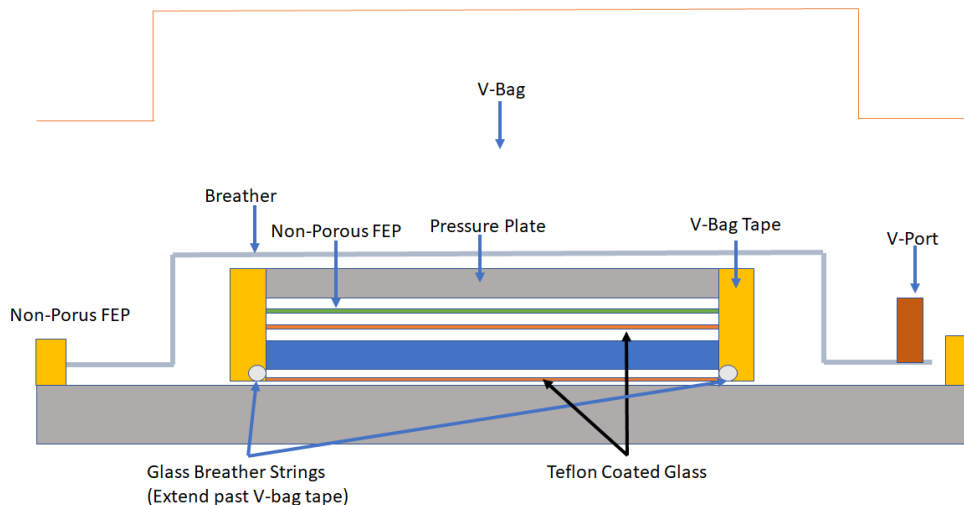 V-Bag
Breather
Non-Porous FEP
Pressure Plate
V-Bag Tape
V-Port
Non-Porus FEP
Glass Breather Strings
(Extend past V-bag tape)
Teflon Coated Glass